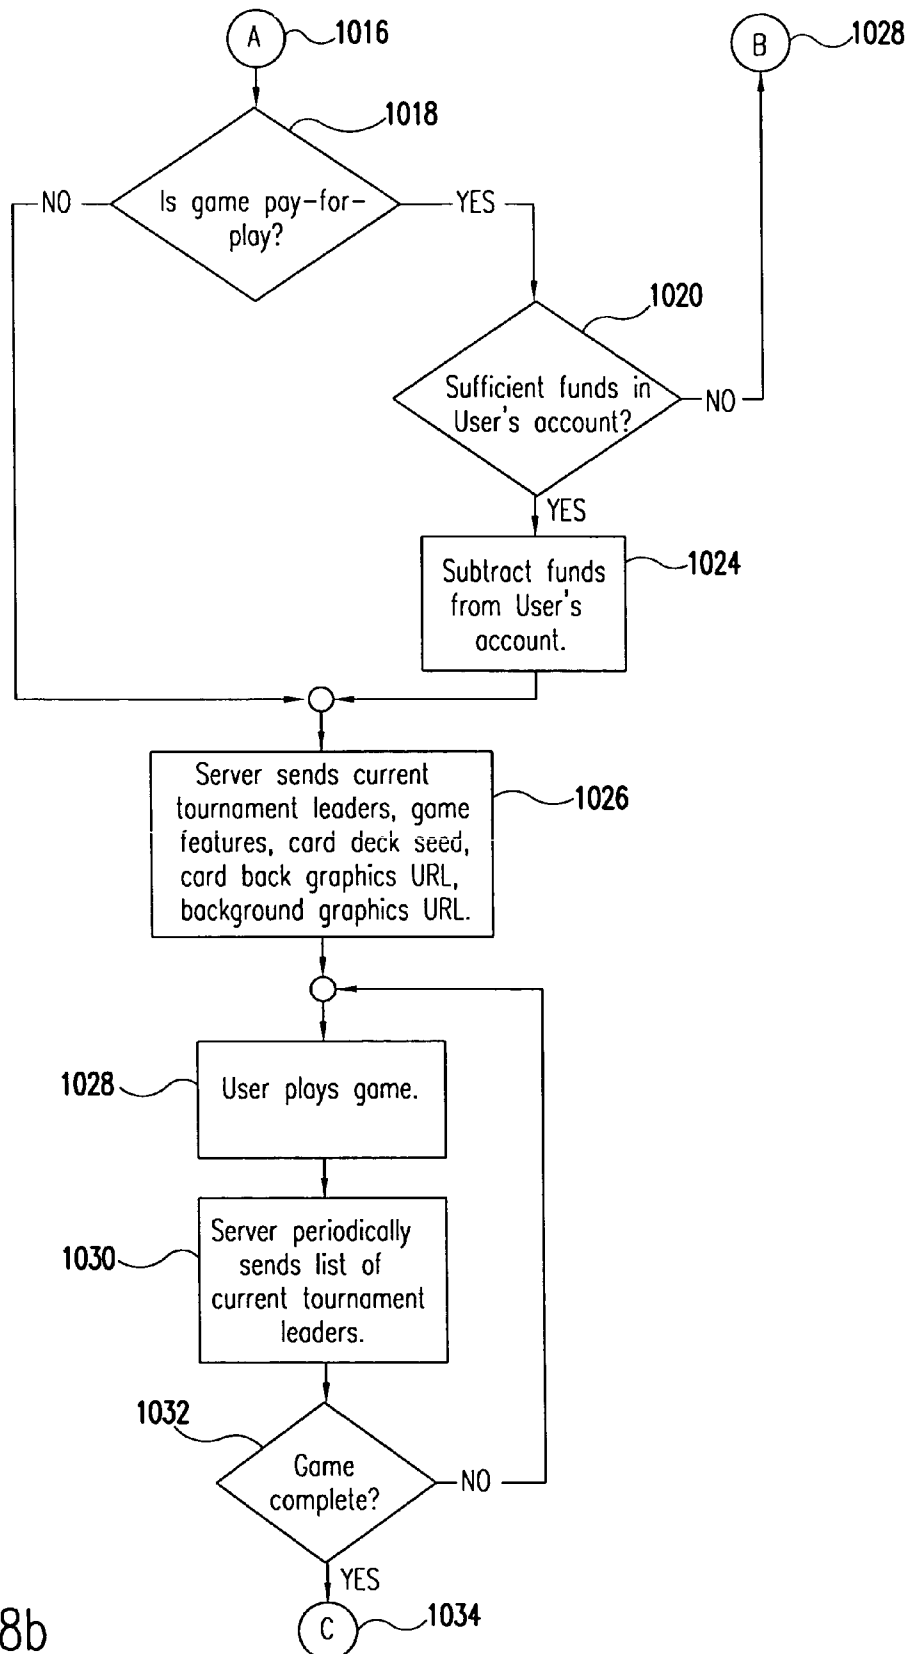 A
1016
B
1028
1018
NO
Is game pay-for-
play?
YES
1020
Sufficient funds in
User's account?
NO
YES
Subtract funds
from User's
account.
1024
Server sends current
tournament leaders, game
features, card deck seed,
card back graphics URL,
background graphics URL.
1026
1028
User plays game.
1030
Server periodically
sends list of
current tournament
leaders.
1032
Game
complete?
NO
YES
C
1034
8b